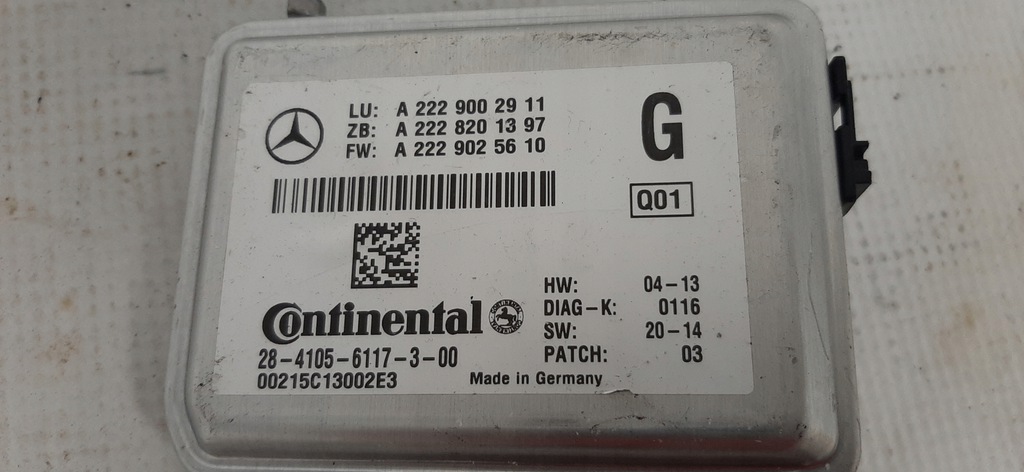 LU: A 222 900 29 11
ZB: A 222 820 13 97
FW: A 222 902 56 10
G
Q01
Continental
28-4105-6117-3-00
00215C13002E3
HW: 04-13
DIAG-K: 0116
SW: 20-14
PATCH: 03
Made in Germany